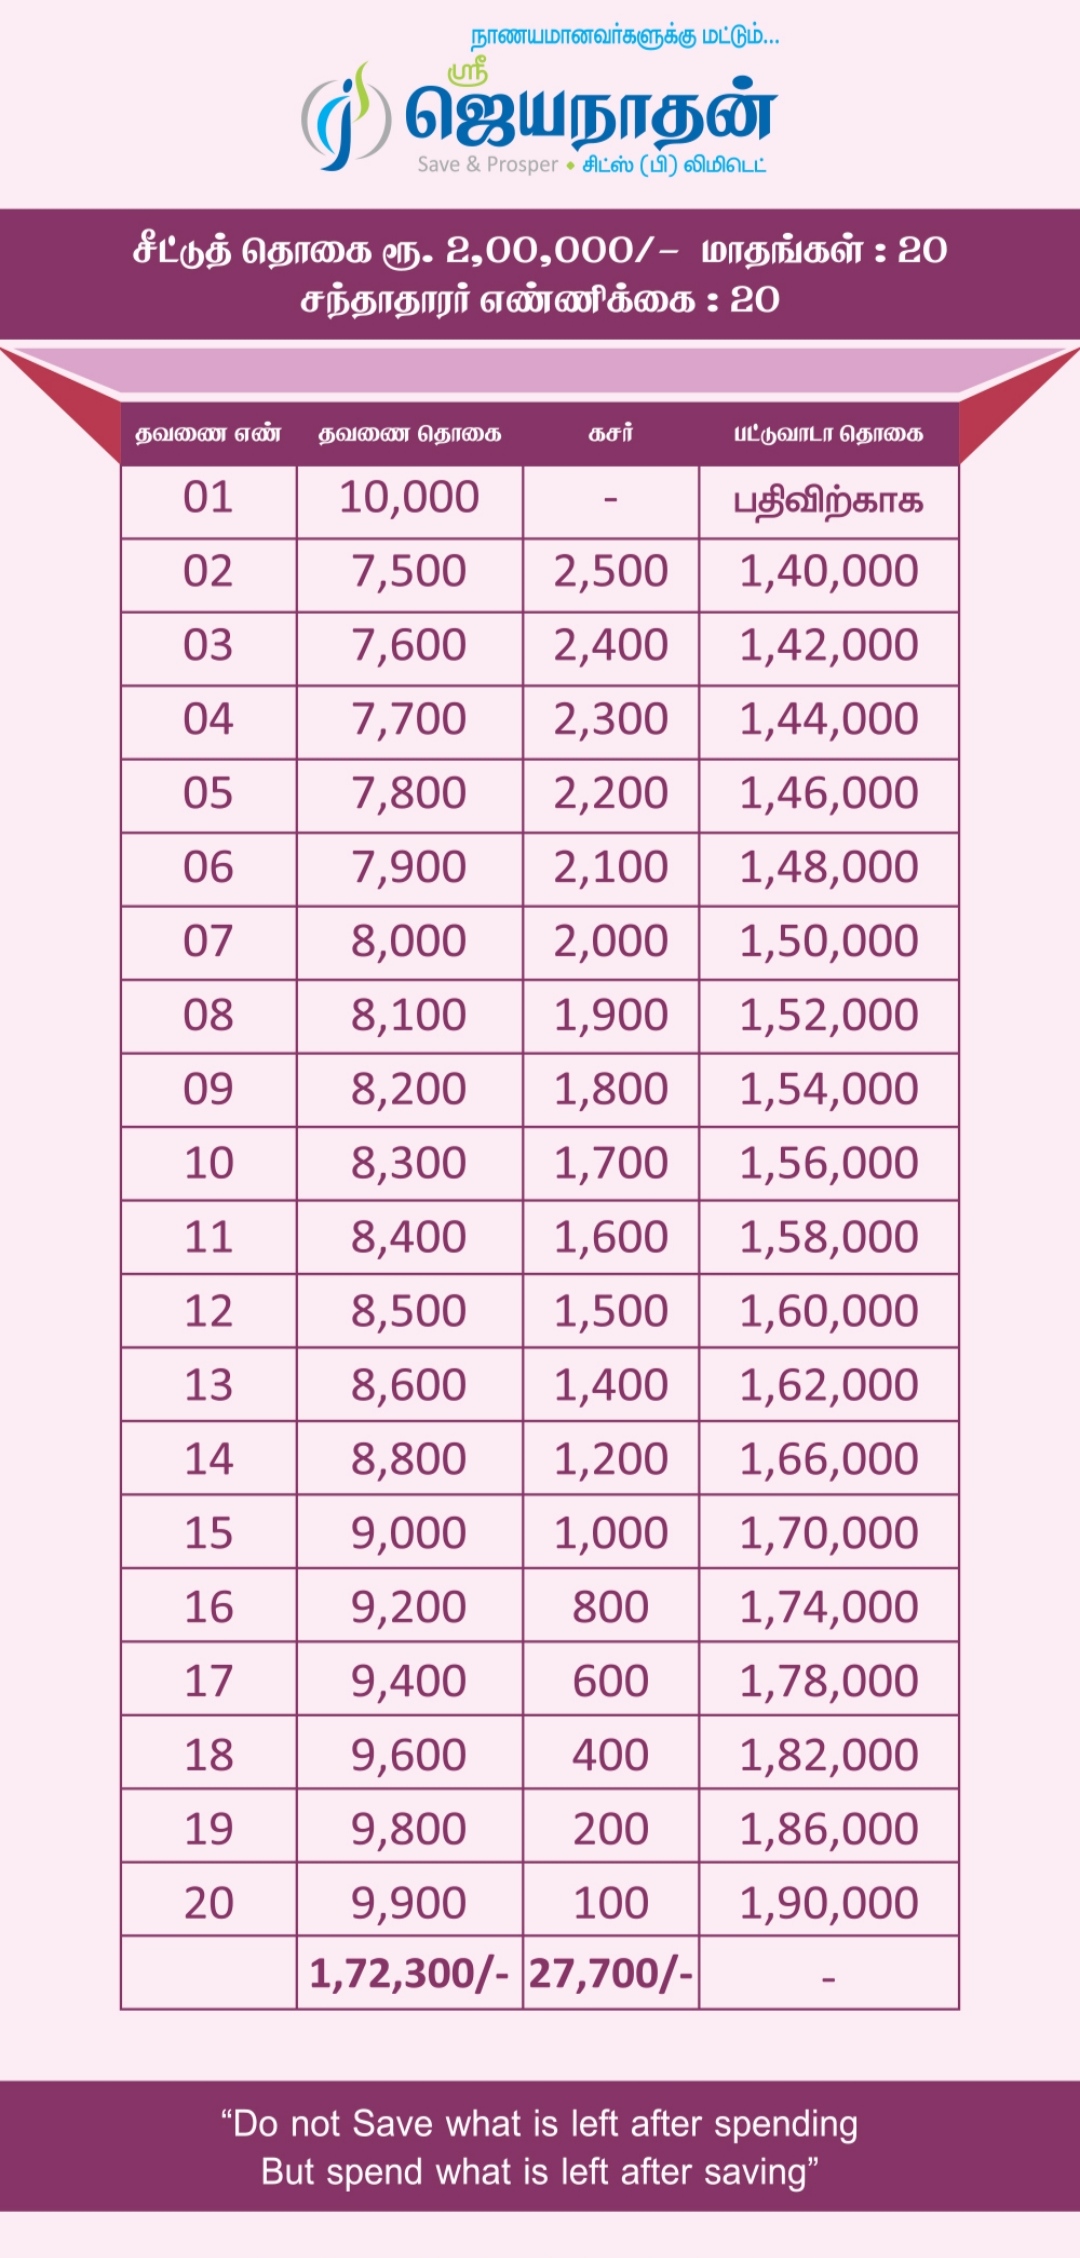 நாணயமானவர்களுக்கு மட்டும்...
ஸ்ரீ
ஜெயநாதன்
Save & Prosper • சிட்ஸ் (பி) லிமிடெட்
சீட்டுத் தொகை ரூ. 2,00,000/- மாதங்கள் : 20
சந்தாதாரர் எண்ணிக்கை : 20
தவணை எண் தவணை தொகை கசர் பட்டுவாடா தொகை
01 10,000 - பதிவிற்காக
02 7,500 2,500 1,40,000
03 7,600 2,400 1,42,000
04 7,700 2,300 1,44,000
05 7,800 2,200 1,46,000
06 7,900 2,100 1,48,000
07 8,000 2,000 1,50,000
08 8,100 1,900 1,52,000
09 8,200 1,800 1,54,000
10 8,300 1,700 1,56,000
11 8,400 1,600 1,58,000
12 8,500 1,500 1,60,000
13 8,600 1,400 1,62,000
14 8,800 1,200 1,66,000
15 9,000 1,000 1,70,000
16 9,200 800 1,74,000
17 9,400 600 1,78,000
18 9,600 400 1,82,000
19 9,800 200 1,86,000
20 9,900 100 1,90,000
1,72,300/- 27,700/- -
“Do not Save what is left after spending
But spend what is left after saving”